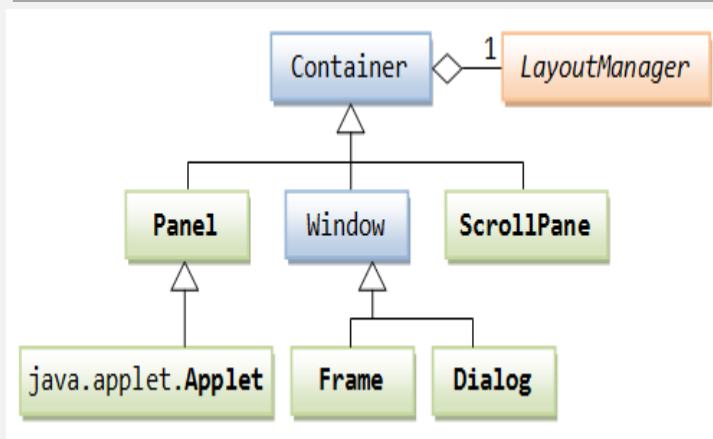 Container
1
LayoutManager
Panel
Window
ScrollPane
java.applet.Applet
Frame
Dialog